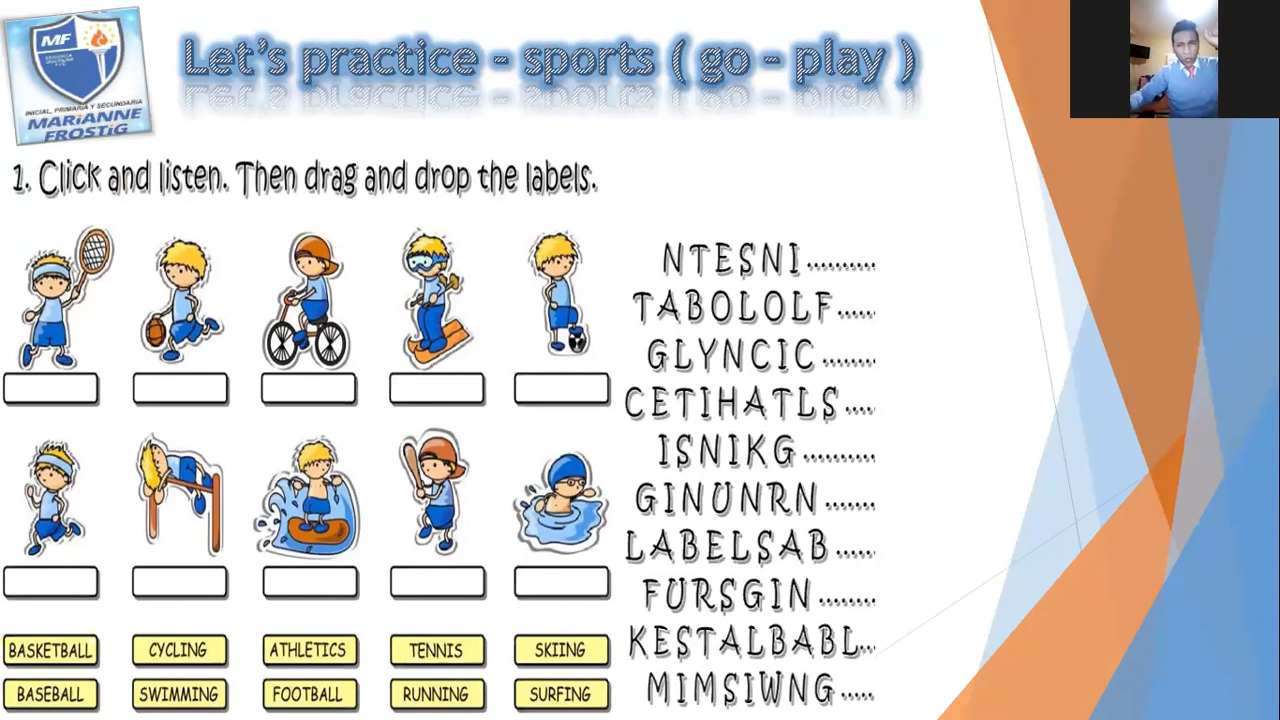 Let's practice - sports ( go - play )
MF
INICIAL, PRIMARIA Y SECUNDARIA
MARIANNE
FROSTIG
1. Click and listen. Then drag and drop the labels.
NTESNI..........
TABOLOLF......
GLYNCIC........
CETIHATLS....
ISNIKG..........
GINUNRN.......
LABELSAB......
FURSGIN........
KESTALBABL...
MIMSIWNG.....
BASKETBALL CYCLING ATHLETICS TENNIS SKIING
BASEBALL SWIMMING FOOTBALL RUNNING SURFING